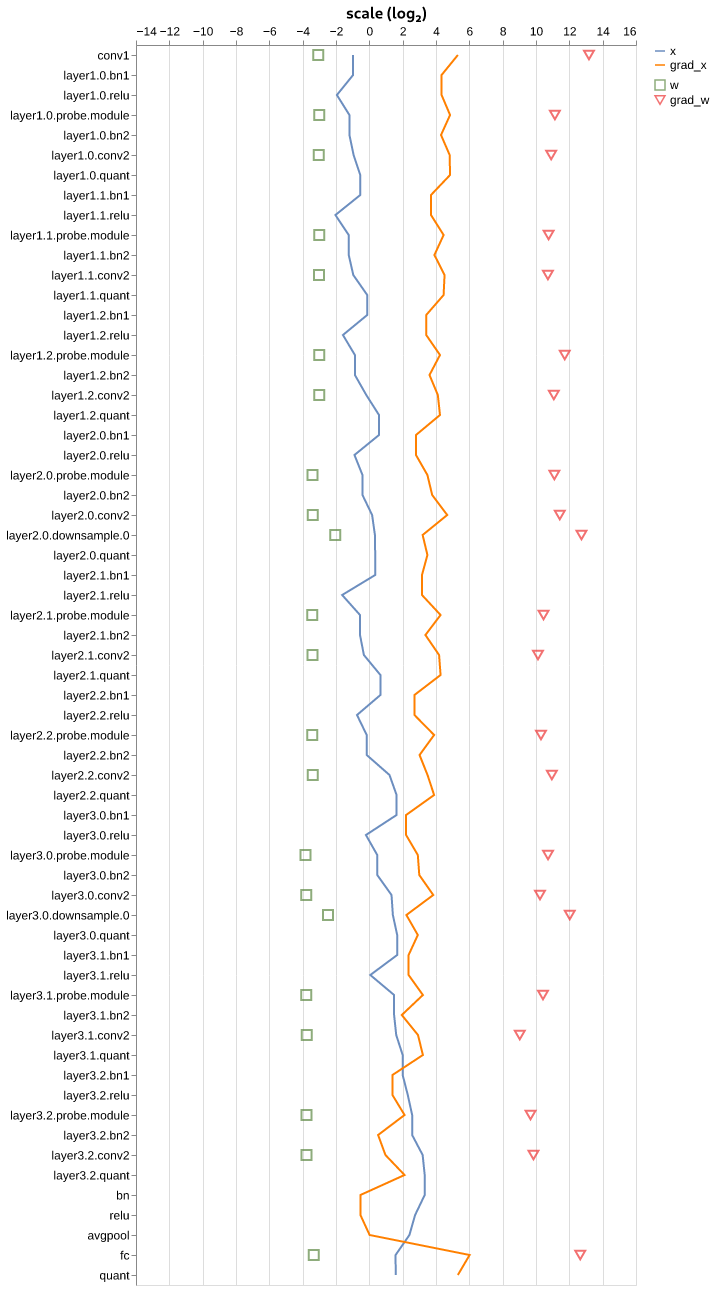 scale (log₂)
−14 −12 −10 −8 −6 −4 −2 0 2 4 6 8 10 12 14 16
x
grad_x
w
grad_w
conv1
layer1.0.bn1
layer1.0.relu
layer1.0.probe.module
layer1.0.bn2
layer1.0.conv2
layer1.0.quant
layer1.1.bn1
layer1.1.relu
layer1.1.probe.module
layer1.1.bn2
layer1.1.conv2
layer1.1.quant
layer1.2.bn1
layer1.2.relu
layer1.2.probe.module
layer1.2.bn2
layer1.2.conv2
layer1.2.quant
layer2.0.bn1
layer2.0.relu
layer2.0.probe.module
layer2.0.bn2
layer2.0.conv2
layer2.0.downsample.0
layer2.0.quant
layer2.1.bn1
layer2.1.relu
layer2.1.probe.module
layer2.1.bn2
layer2.1.conv2
layer2.1.quant
layer2.2.bn1
layer2.2.relu
layer2.2.probe.module
layer2.2.bn2
layer2.2.conv2
layer2.2.quant
layer3.0.bn1
layer3.0.relu
layer3.0.probe.module
layer3.0.bn2
layer3.0.conv2
layer3.0.downsample.0
layer3.0.quant
layer3.1.bn1
layer3.1.relu
layer3.1.probe.module
layer3.1.bn2
layer3.1.conv2
layer3.1.quant
layer3.2.bn1
layer3.2.relu
layer3.2.probe.module
layer3.2.bn2
layer3.2.conv2
layer3.2.quant
bn
relu
avgpool
fc
quant